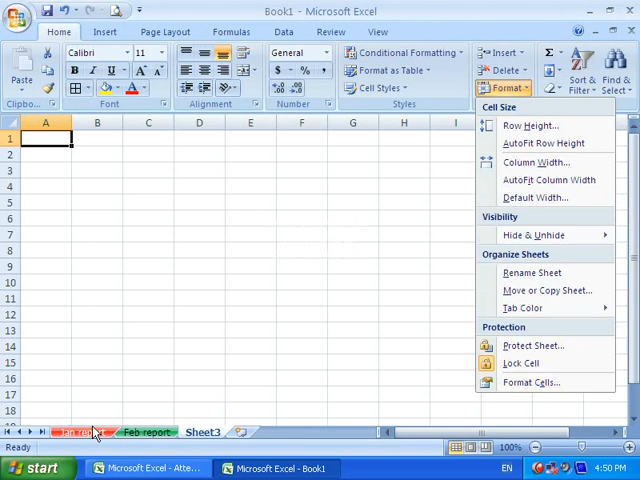 Book1 - Microsoft Excel
Home Insert Page Layout Formulas Data Review View
Calibri 11 General Conditional Formatting Insert Σ
B I U A A $ % , Format as Table Delete
Paste A Cell Styles Format Sort & Filter Find & Select
Clipboard Font Alignment Number Styles
A B C D E F G H I
1
2
3
4
5
6
7
8
9
10
11
12
13
14
15
16
17
18
Cell Size
Row Height...
AutoFit Row Height
Column Width...
AutoFit Column Width
Default Width...
Visibility
Hide & Unhide
Organize Sheets
Rename Sheet
Move or Copy Sheet...
Tab Color
Protection
Protect Sheet...
Lock Cell
Format Cells...
Jan report Feb report Sheet3
Ready 100%
start Microsoft Excel - Atte... Microsoft Excel - Book1 EN 4:50 PM